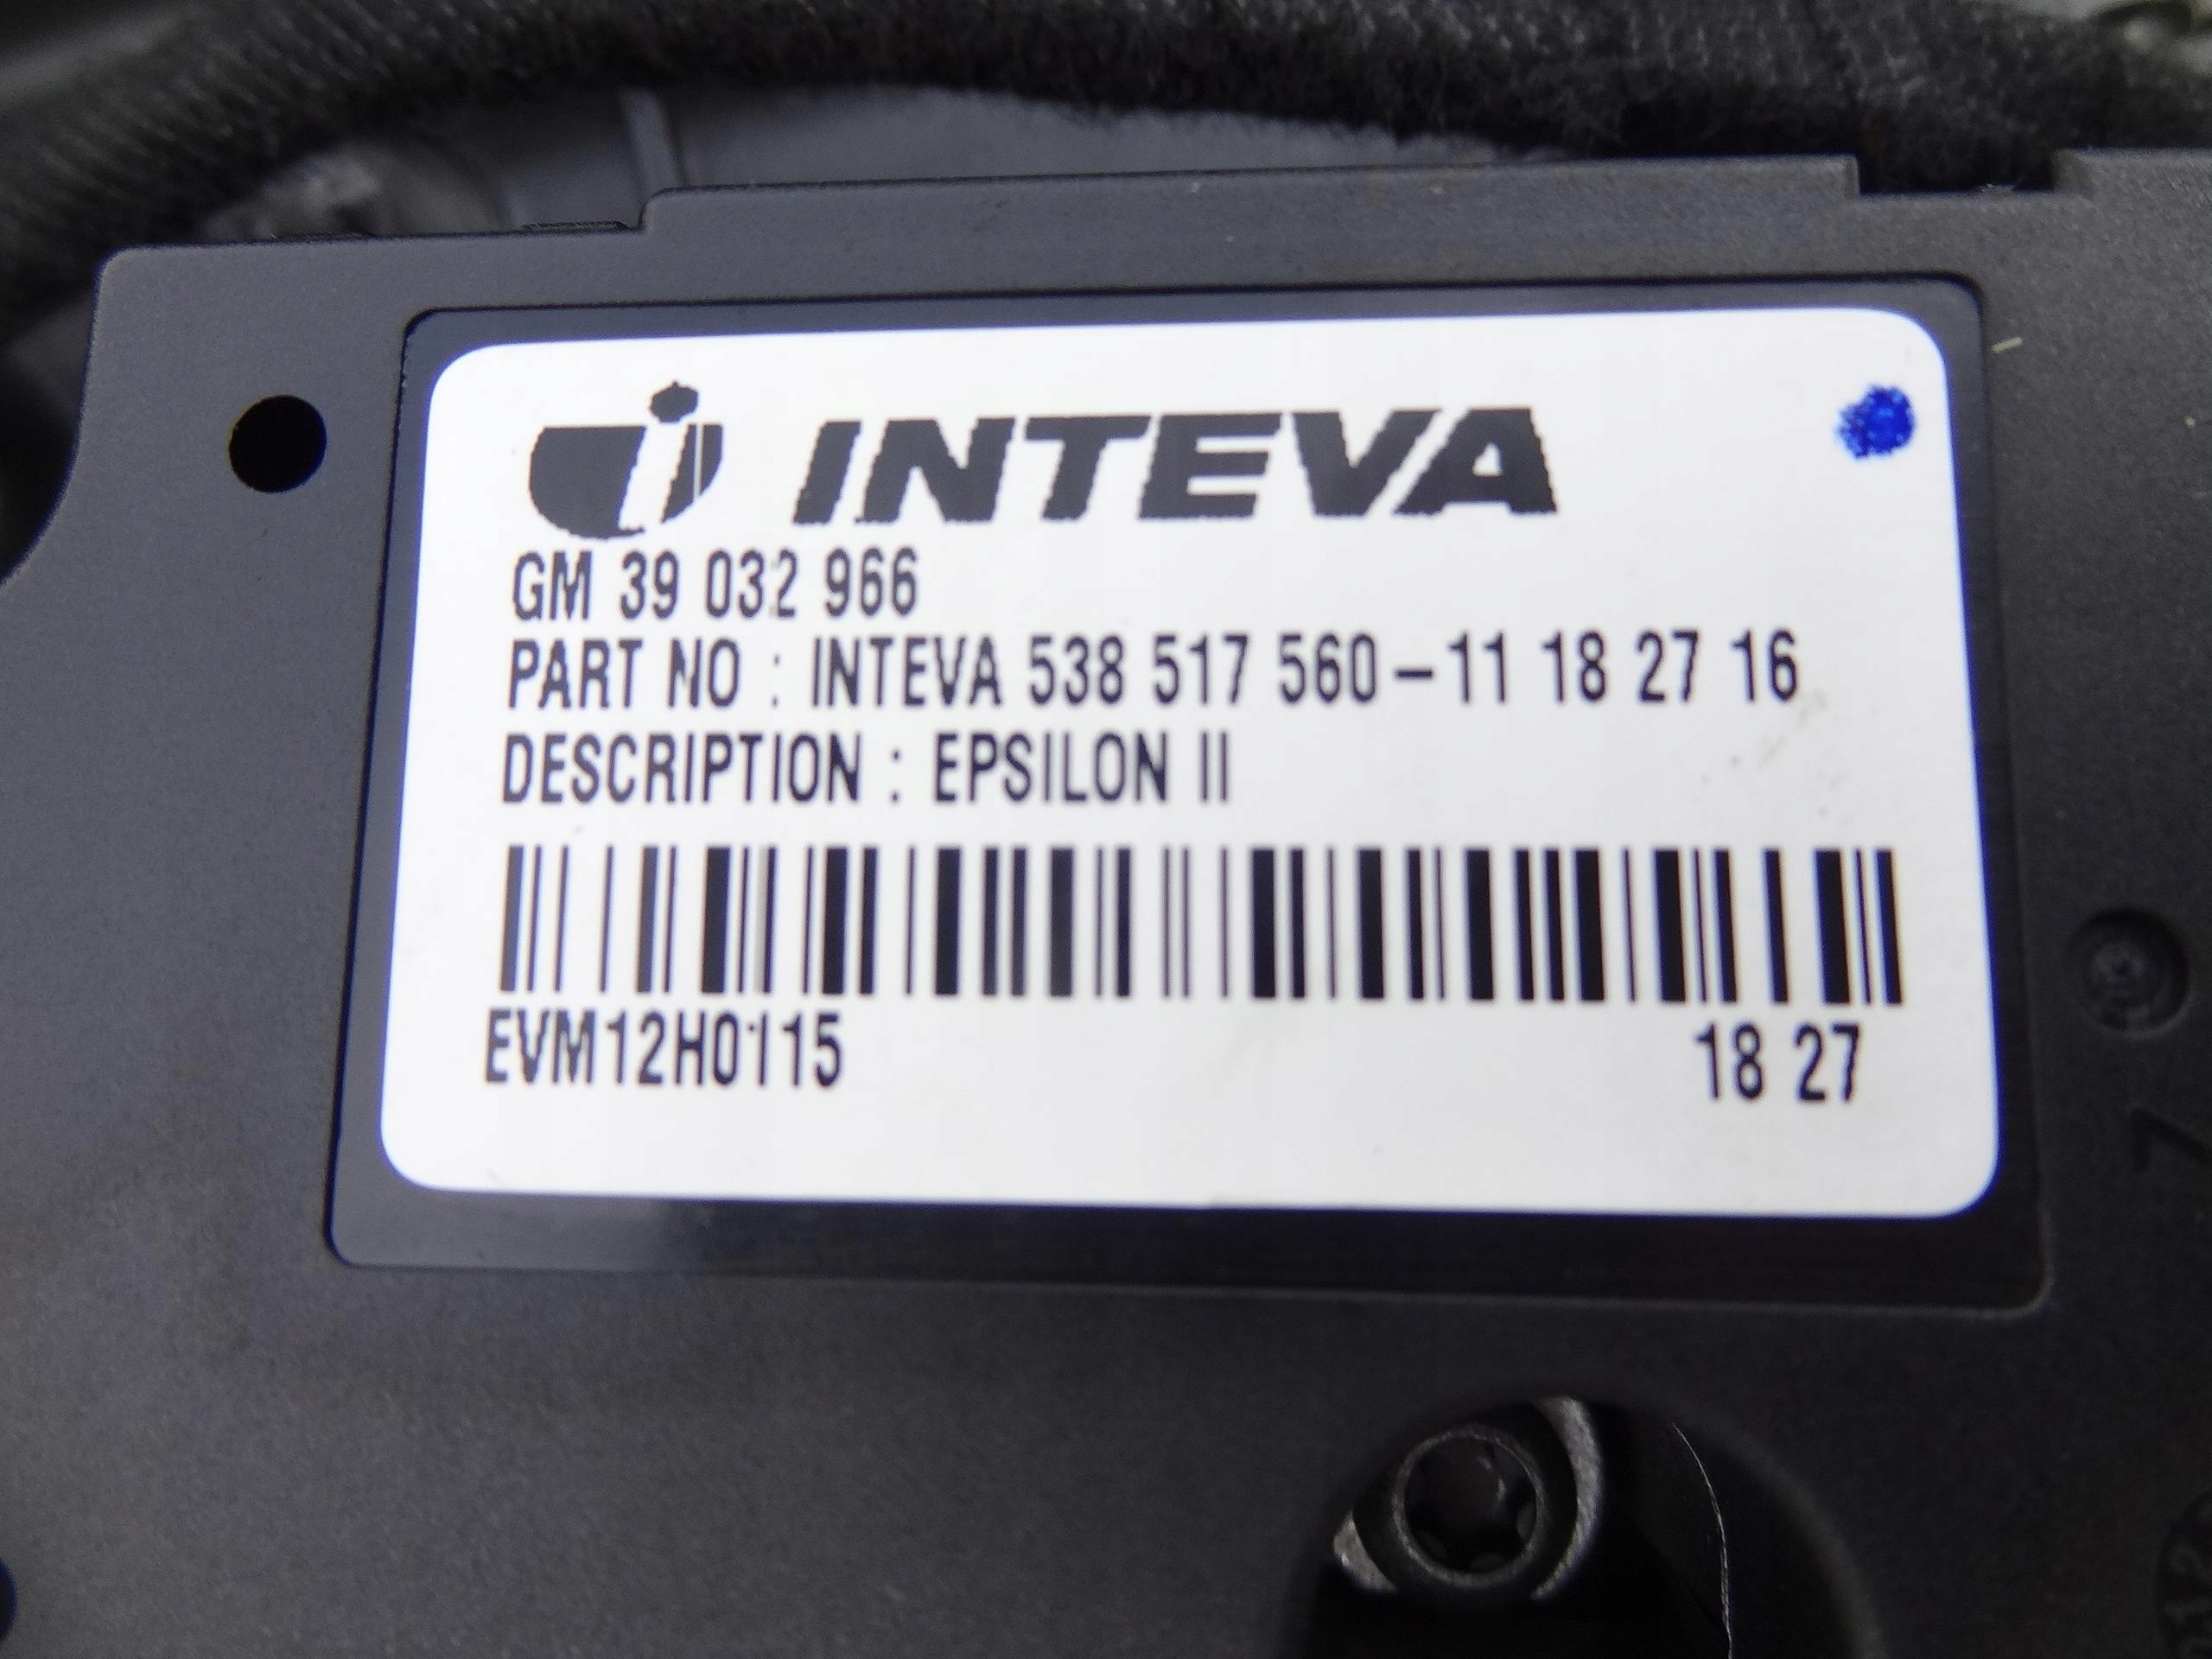 INTEVA
GM 39 032 966
PART NO : INTEVA 538 517 560-11 18 27 16
DESCRIPTION : EPSILON II
EVM12H0115 18 27